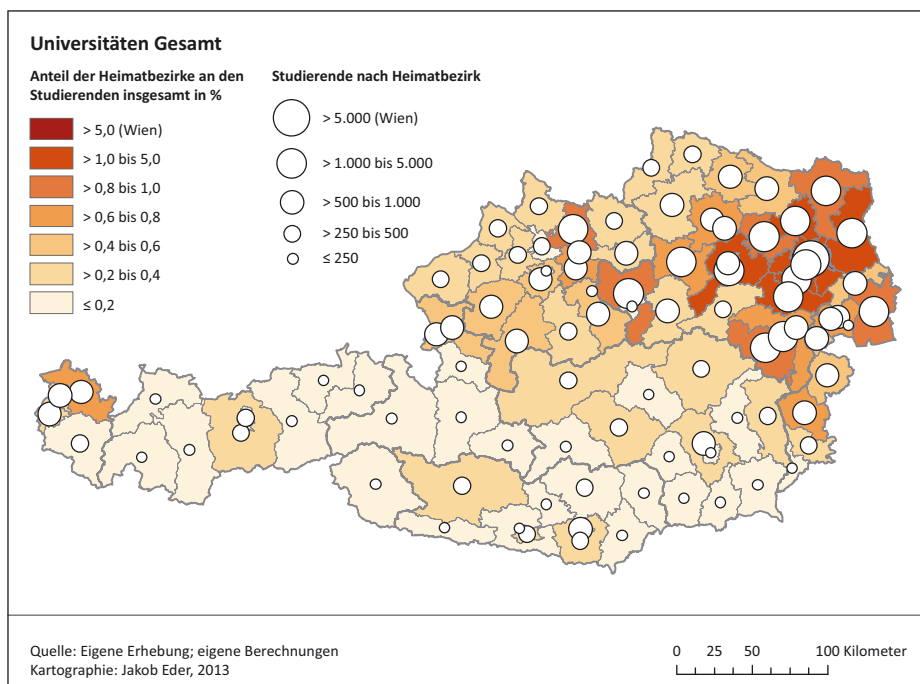 Universitäten Gesamt
Anteil der Heimatbezirke an den
Studierenden insgesamt in %
> 5,0 (Wien)
> 1,0 bis 5,0
> 0,8 bis 1,0
> 0,6 bis 0,8
> 0,4 bis 0,6
> 0,2 bis 0,4
≤ 0,2
Studierende nach Heimatbezirk
> 5.000 (Wien)
> 1.000 bis 5.000
> 500 bis 1.000
> 250 bis 500
≤ 250
Quelle: Eigene Erhebung; eigene Berechnungen
Kartographie: Jakob Eder, 2013
0 25 50 100 Kilometer